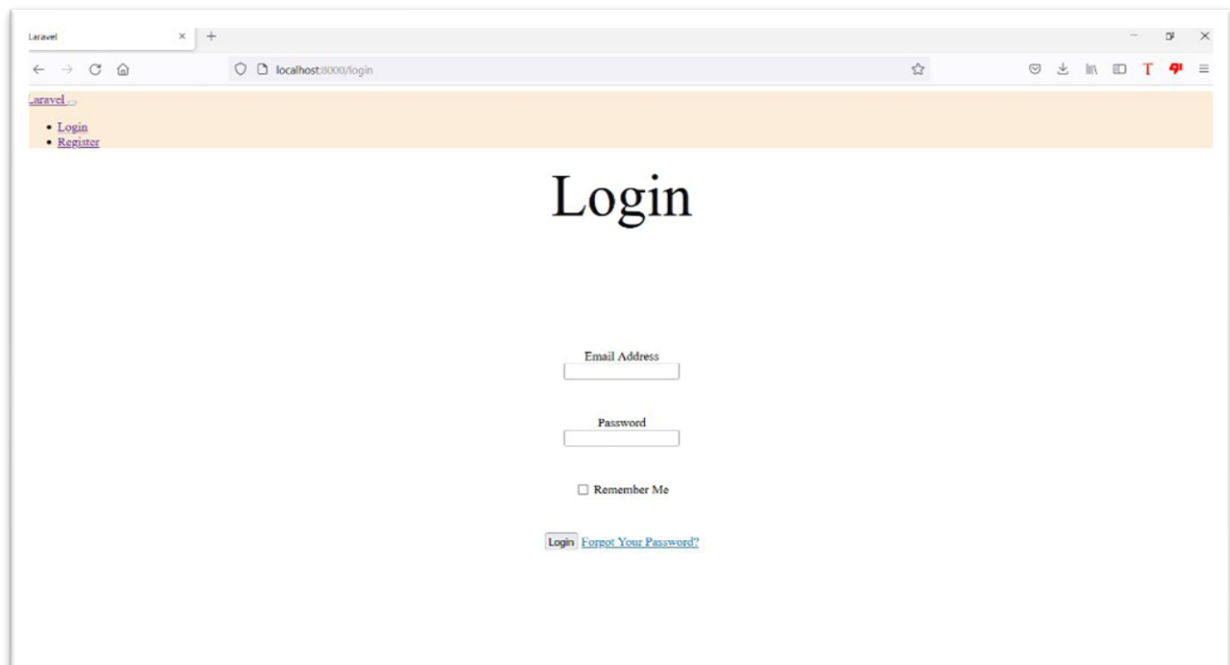 Laravel
localhost:8000/login
Laravel
Login
Register
Login
Email Address
Password
Remember Me
Login Forgot Your Password?